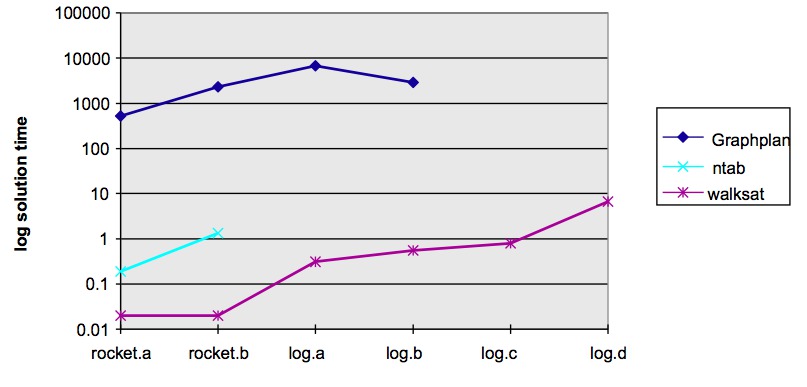 100000
10000
1000
100
10
1
0.1
0.01
log solution time
rocket.a rocket.b log.a log.b log.c log.d
Graphplan
ntab
walksat